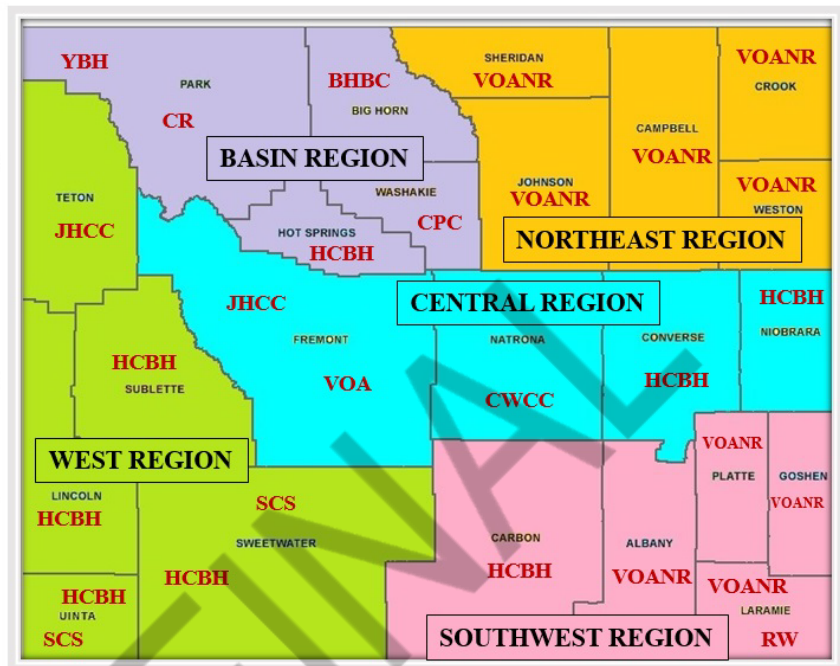 YBH
PARK
CR
BHBC
BIG HORN
SHERIDAN
VOANR
VOANR
CROOK
CAMPBELL
VOANR
BASIN REGION
TETON
JHCC
WASHAKIE
CPC
HOT SPRINGS
HCBH
JOHNSON
VOANR
VOANR
WESTON
NORTHEAST REGION
JHCC
CENTRAL REGION
FREMONT
VOA
NATRONA
CWCC
CONVERSE
HCBH
HCBH
NIOBRARA
HCBH
SUBLETTE
WEST REGION
LINCOLN
HCBH
SCS
SWEETWATER
HCBH
HCBH
UINTA
SCS
VOANR
PLATTE
GOSHEN
VOANR
CARBON
HCBH
ALBANY
VOANR
VOANR
LARAMIE
RW
SOUTHWEST REGION
FINAL